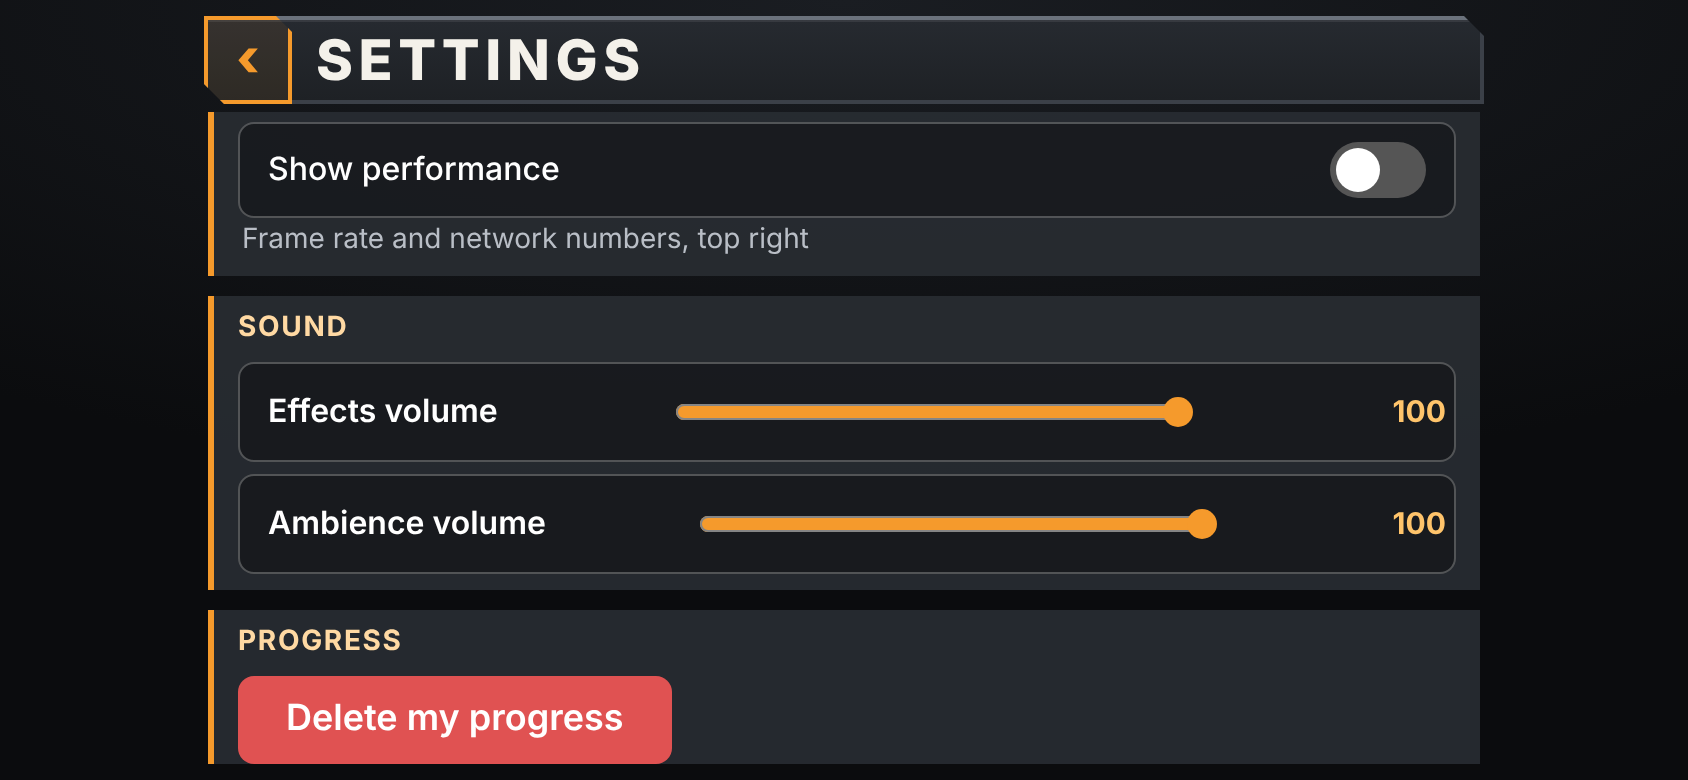 SETTINGS
Show performance
Frame rate and network numbers, top right
SOUND
Effects volume 100
Ambience volume 100
PROGRESS
Delete my progress